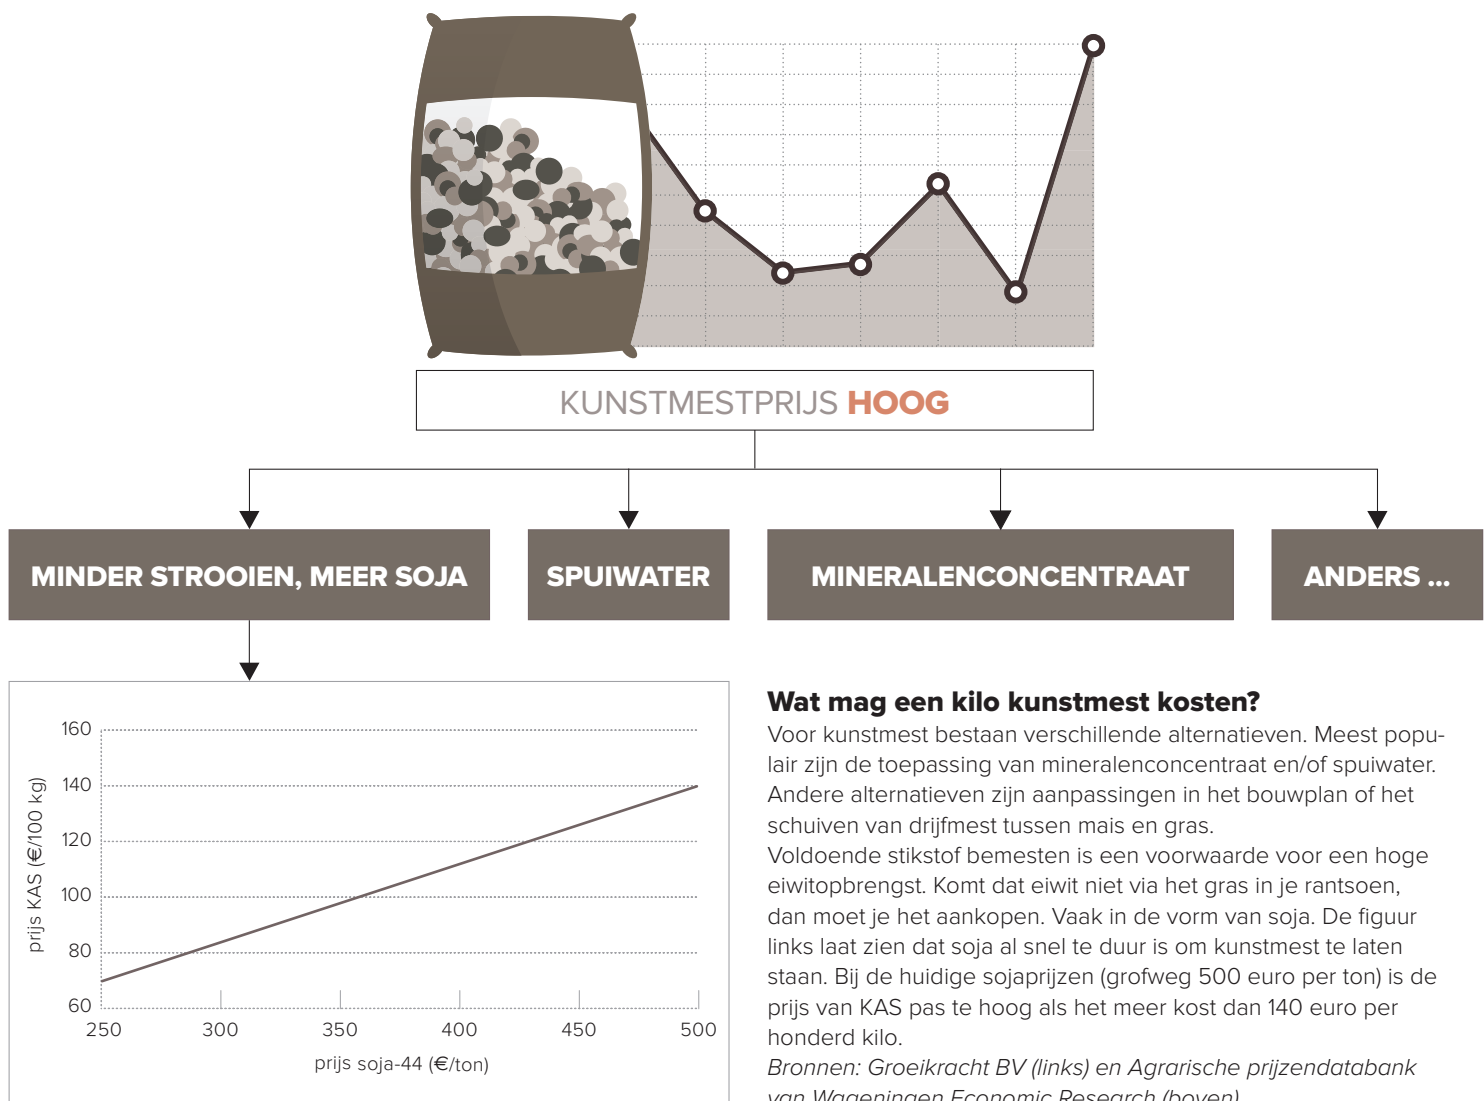 KUNSTMESTPRIJS HOOG
MINDER STROOIEN, MEER SOJA
SPUIWATER
MINERALENCONCENTRAAT
ANDERS ...
160
140
120
100
80
60
prijs KAS (€/100 kg)
250 300 350 400 450 500
prijs soja-44 (€/ton)
Wat mag een kilo kunstmest kosten?
Voor kunstmest bestaan verschillende alternatieven. Meest popu-
lair zijn de toepassing van mineralenconcentraat en/of spuiwater.
Andere alternatieven zijn aanpassingen in het bouwplan of het
schuiven van drijfmest tussen mais en gras.
Voldoende stikstof bemesten is een voorwaarde voor een hoge
eiwitopbrengst. Komt dat eiwit niet via het gras in je rantsoen,
dan moet je het aankopen. Vaak in de vorm van soja. De figuur
links laat zien dat soja al snel te duur is om kunstmest te laten
staan. Bij de huidige sojaprijzen (grofweg 500 euro per ton) is de
prijs van KAS pas te hoog als het meer kost dan 140 euro per
honderd kilo.
Bronnen: Groeikracht BV (links) en Agrarische prijzendatabank
van Wageningen Economic Research (boven)